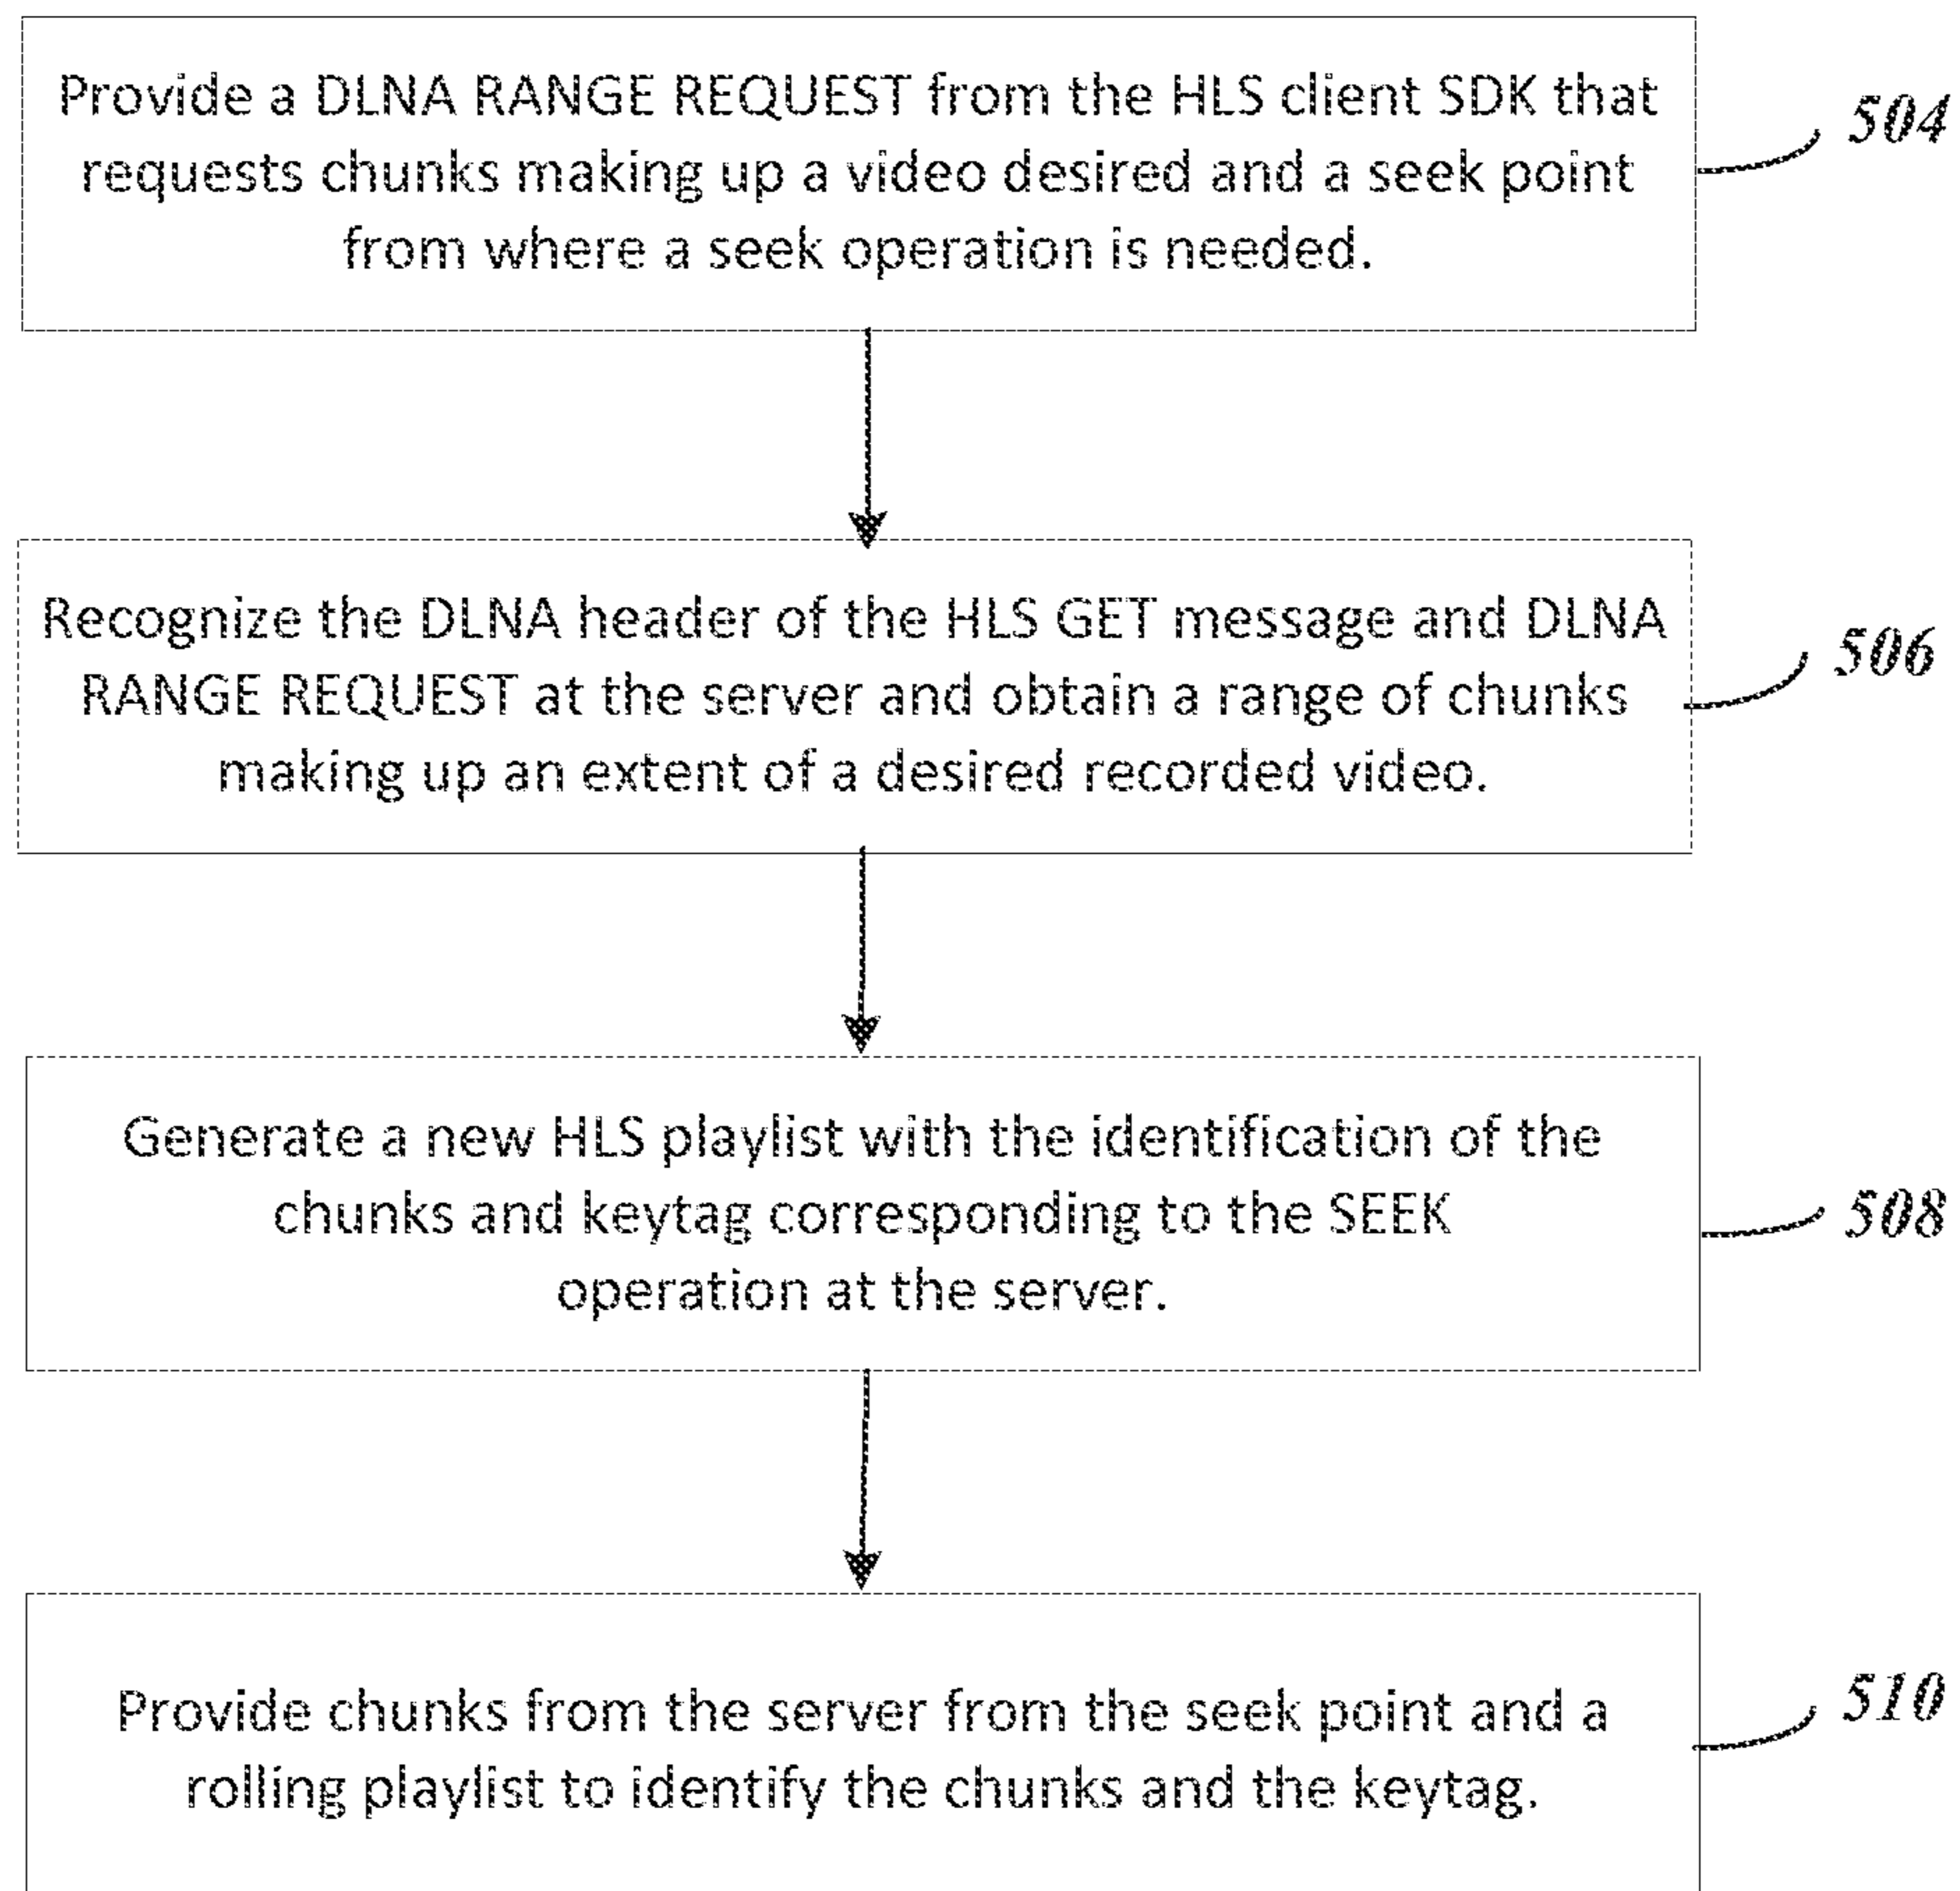 Provide a DLNA RANGE REQUEST from the HLS client SDK that
requests chunks making up a video desired and a seek point
from where a seek operation is needed.
504
Recognize the DLNA header of the HLS GET message and DLNA
RANGE REQUEST at the server and obtain a range of chunks
making up an extent of a desired recorded video.
506
Generate a new HLS playlist with the identification of the
chunks and keytag corresponding to the SEEK
operation at the server.
508
Provide chunks from the server from the seek point and a
rolling playlist to identify the chunks and the keytag.
510